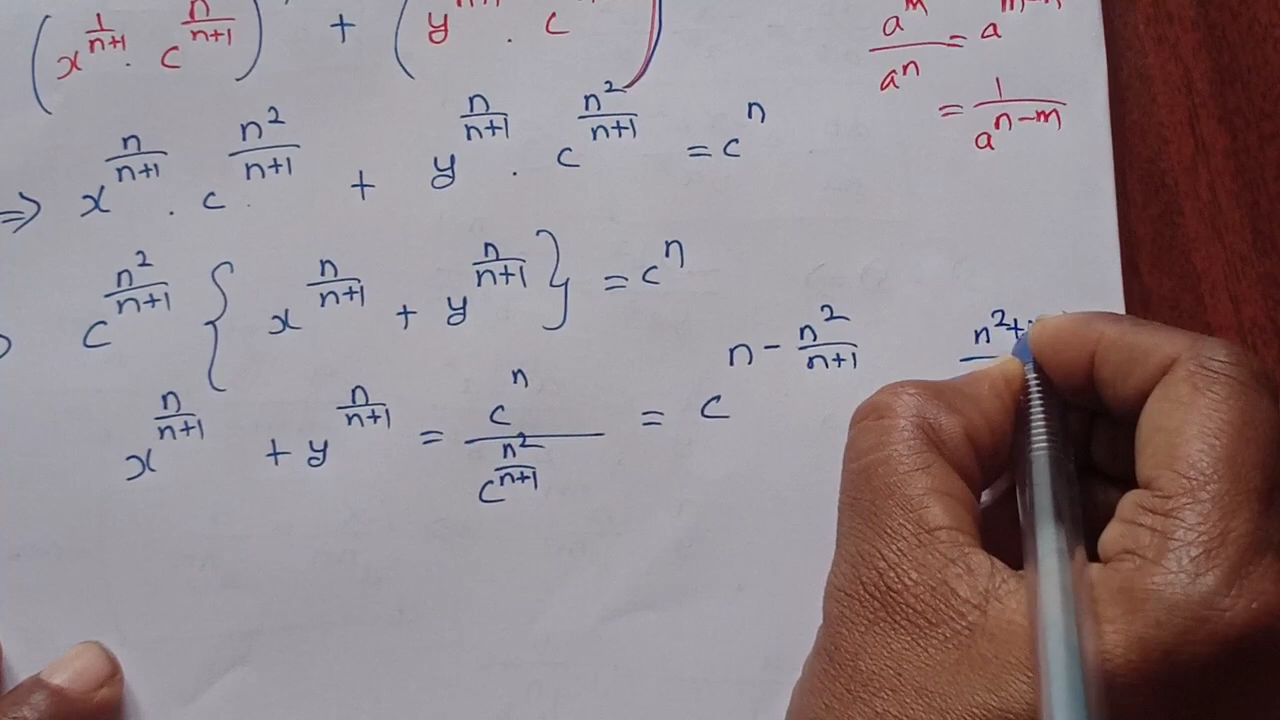 (x^{1/(n+1)} . c^{n/(n+1)}) + (y . c
a^m/a^n = a
= 1/a^{n-m}
⇒ x^{n/(n+1)} . c^{n²/(n+1)} + y^{n/(n+1)} . c^{n²/(n+1)} = c^n
c^{n²/(n+1)} { x^{n/(n+1)} + y^{n/(n+1)} } = c^n
x^{n/(n+1)} + y^{n/(n+1)} = c^n/c^{n²/(n+1)} = c^{n - n²/(n+1)} n²+